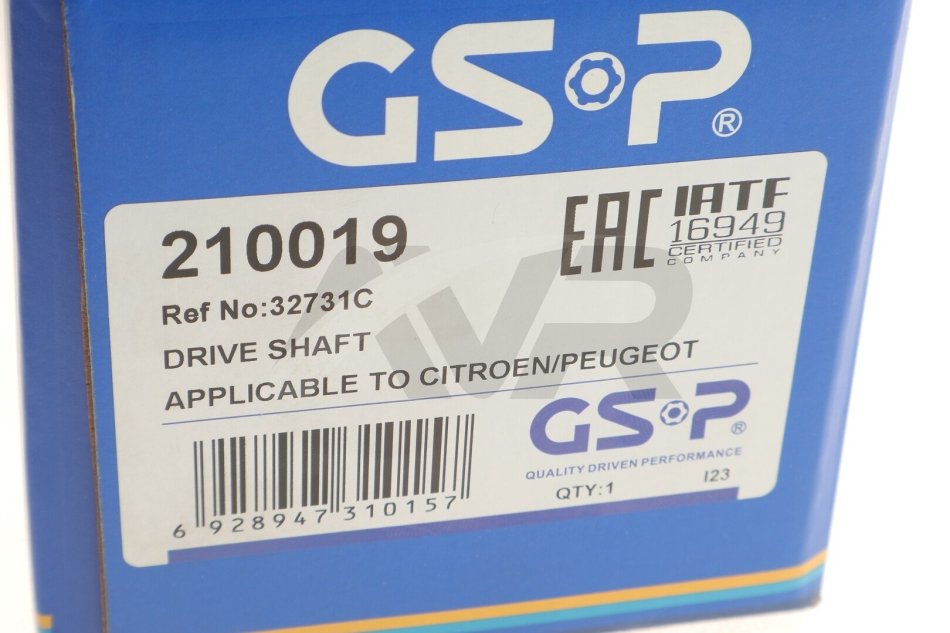 GSP®
210019
EAC
IATF
16949
CERTIFIED
COMPANY
Ref No:32731C
DRIVE SHAFT
APPLICABLE TO CITROEN/PEUGEOT
GSP®
QUALITY DRIVEN PERFORMANCE
QTY:1
I23
6 928947 310157
VR